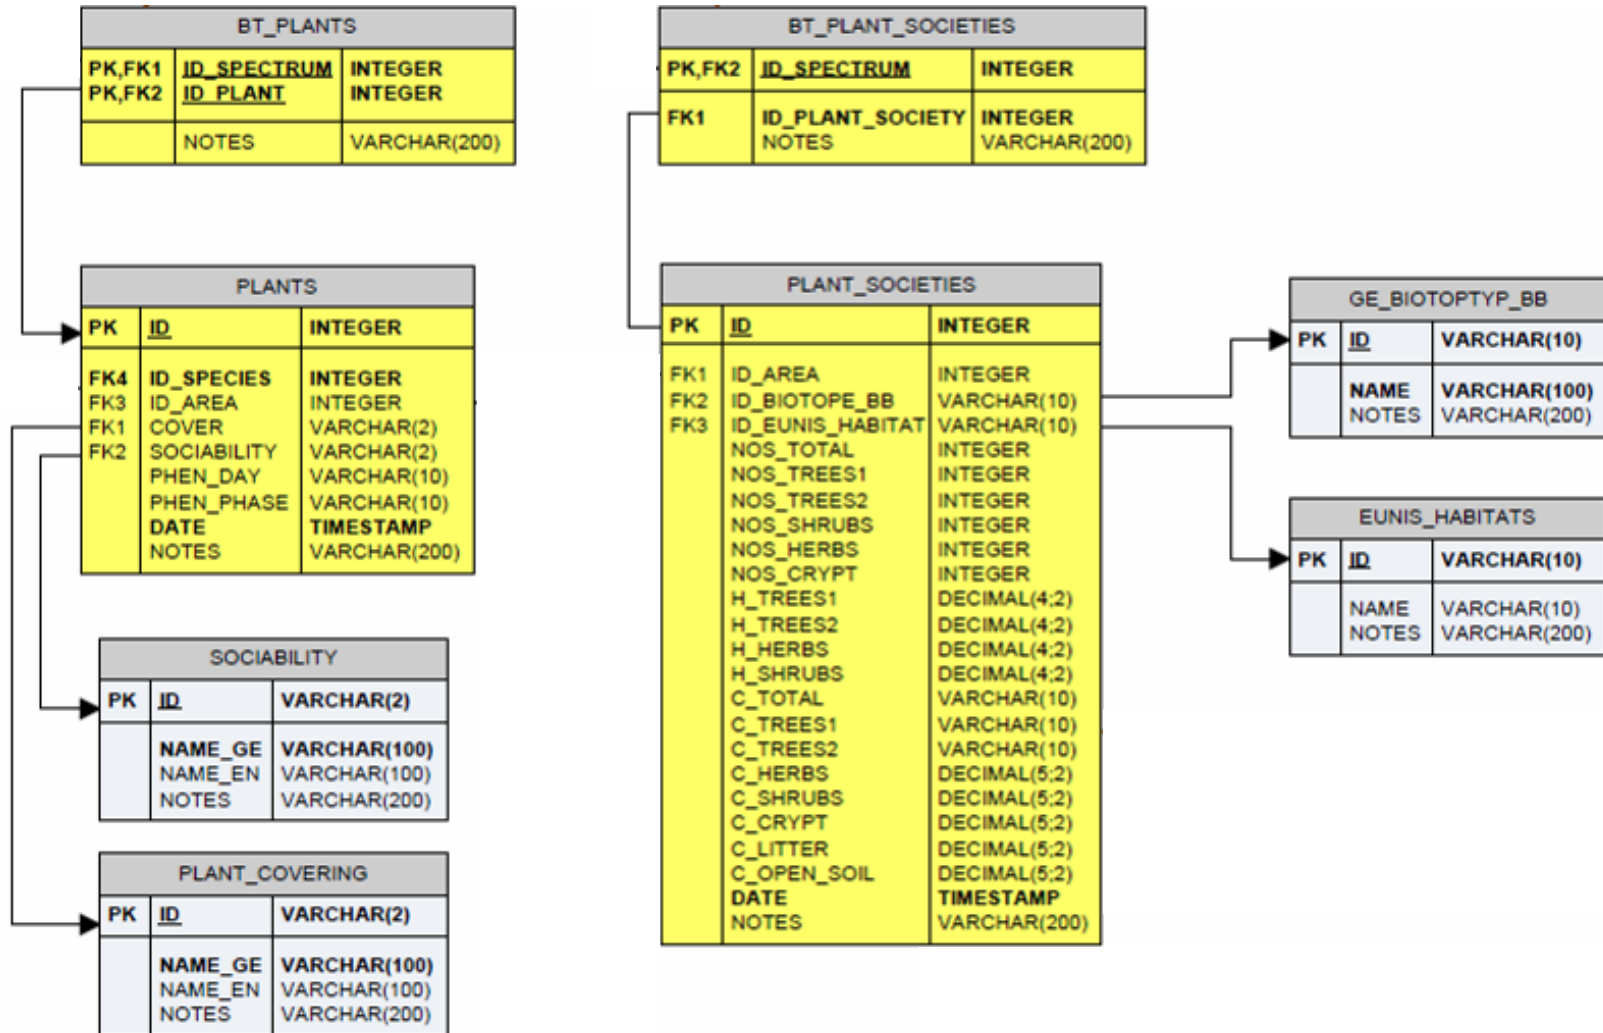 BT_PLANTS
PK,FK1 ID_SPECTRUM INTEGER
PK,FK2 ID_PLANT INTEGER
NOTES VARCHAR(200)
BT_PLANT_SOCIETIES
PK,FK2 ID_SPECTRUM INTEGER
FK1 ID_PLANT_SOCIETY INTEGER
NOTES VARCHAR(200)
PLANTS
PK ID INTEGER
FK4 ID_SPECIES INTEGER
FK3 ID_AREA INTEGER
FK1 COVER VARCHAR(2)
FK2 SOCIABILITY VARCHAR(2)
PHEN_DAY VARCHAR(10)
PHEN_PHASE VARCHAR(10)
DATE TIMESTAMP
NOTES VARCHAR(200)
SOCIABILITY
PK ID VARCHAR(2)
NAME_GE VARCHAR(100)
NAME_EN VARCHAR(100)
NOTES VARCHAR(200)
PLANT_COVERING
PK ID VARCHAR(2)
NAME_GE VARCHAR(100)
NAME_EN VARCHAR(100)
NOTES VARCHAR(200)
PLANT_SOCIETIES
PK ID INTEGER
FK1 ID_AREA INTEGER
FK2 ID_BIOTOPE_BB VARCHAR(10)
FK3 ID_EUNIS_HABITAT VARCHAR(10)
NOS_TOTAL INTEGER
NOS_TREES1 INTEGER
NOS_TREES2 INTEGER
NOS_SHRUBS INTEGER
NOS_HERBS INTEGER
NOS_CRYPT INTEGER
H_TREES1 DECIMAL(4;2)
H_TREES2 DECIMAL(4;2)
H_HERBS DECIMAL(4;2)
H_SHRUBS DECIMAL(4;2)
C_TOTAL VARCHAR(10)
C_TREES1 VARCHAR(10)
C_TREES2 VARCHAR(10)
C_HERBS DECIMAL(5;2)
C_SHRUBS DECIMAL(5;2)
C_CRYPT DECIMAL(5;2)
C_LITTER DECIMAL(5;2)
C_OPEN_SOIL DECIMAL(5;2)
DATE TIMESTAMP
NOTES VARCHAR(200)
GE_BIOTOPTYP_BB
PK ID VARCHAR(10)
NAME VARCHAR(100)
NOTES VARCHAR(200)
EUNIS_HABITATS
PK ID VARCHAR(10)
NAME VARCHAR(10)
NOTES VARCHAR(200)